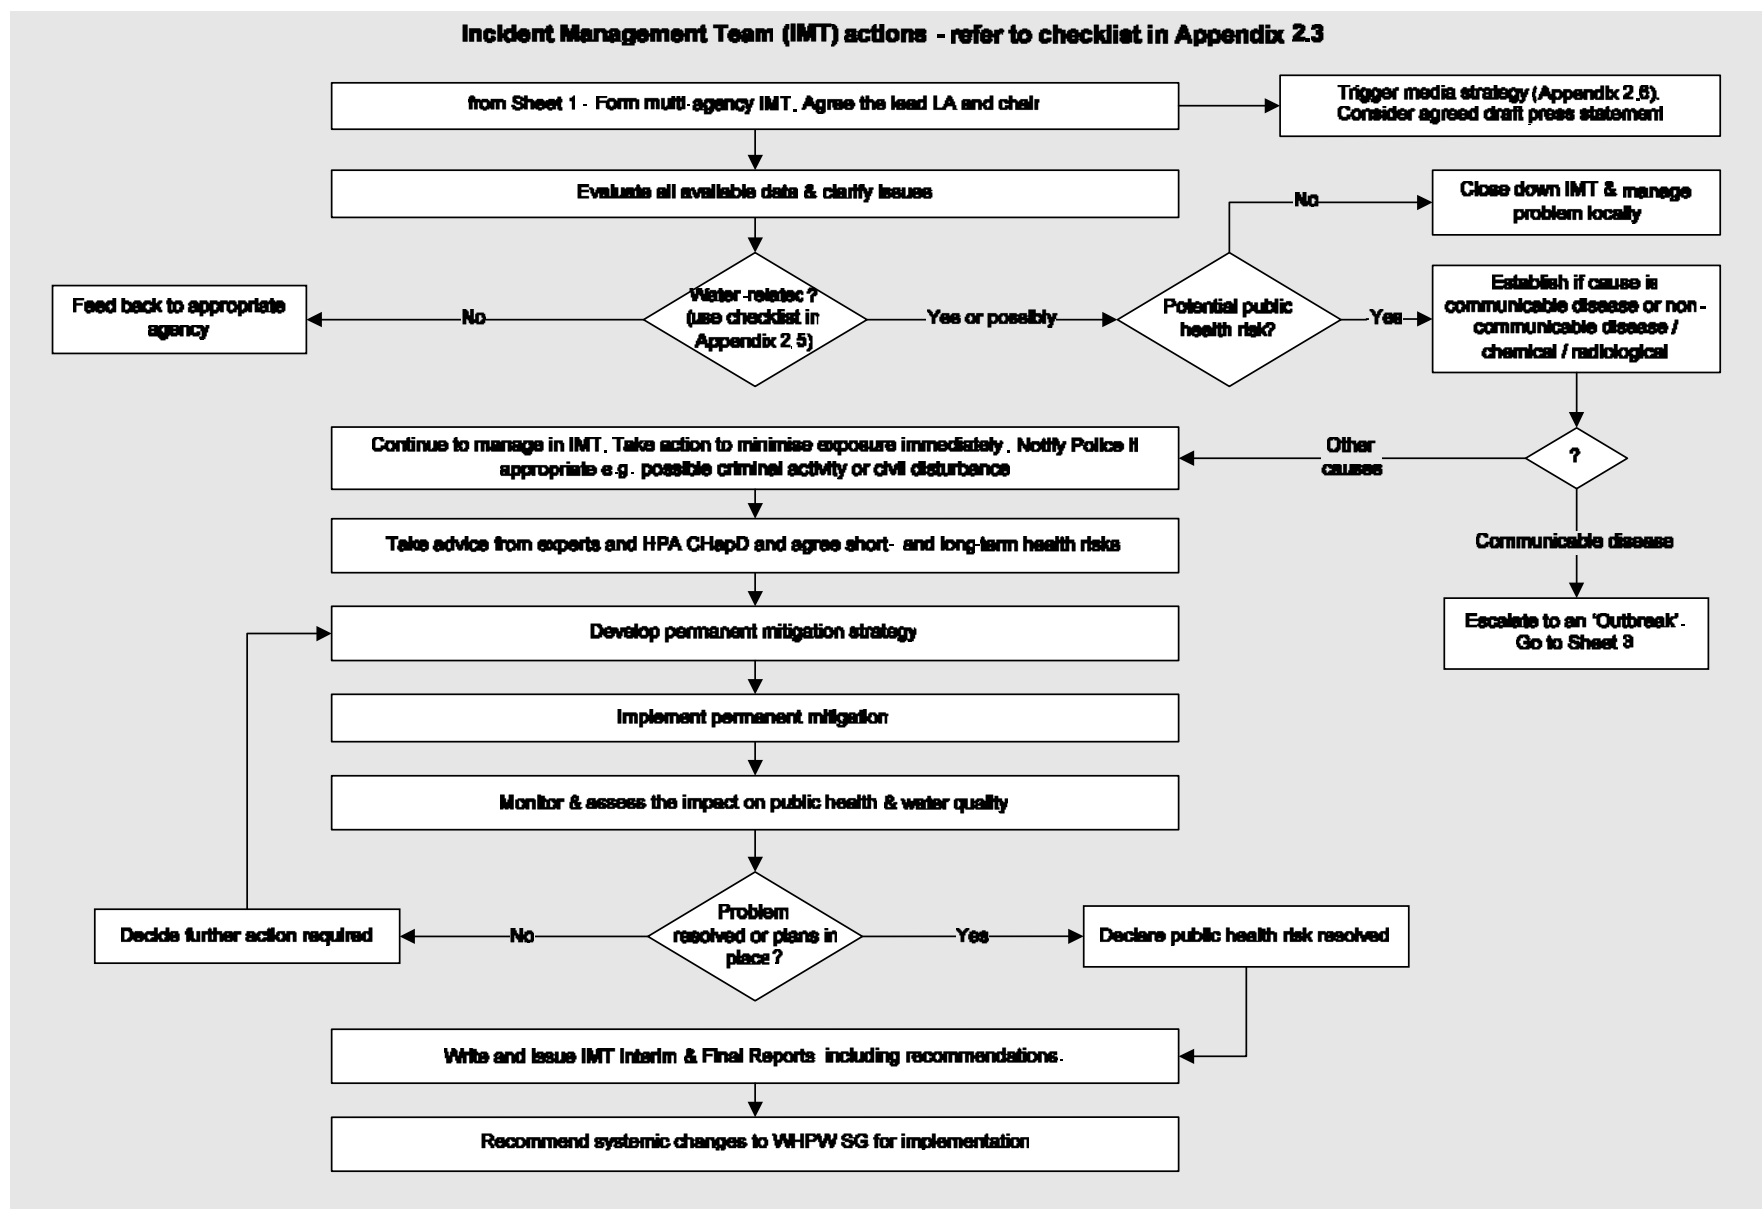 Incident Management Team (IMT) actions - refer to checklist in Appendix 2.3
from Sheet 1 - Form multi-agency IMT. Agree the lead LA and chair
Trigger media strategy (Appendix 2.6).
Consider agreed draft press statement
Evaluate all available data & clarify issues
No
Close down IMT & manage
problem locally
Feed back to appropriate
agency
No
Water-related?
(use checklist in
Appendix 2.5)
Yes or possibly
Potential public
health risk?
Yes
Establish if cause is
communicable disease or non-
communicable disease /
chemical / radiological
Continue to manage in IMT. Take action to minimise exposure immediately. Notify Police if
appropriate e.g. possible criminal activity or civil disturbance
Other
causes
?
Take advice from experts and HPA CHapD and agree short- and long-term health risks
Communicable disease
Develop permanent mitigation strategy
Escalate to an 'Outbreak'-
Go to Sheet 3
Implement permanent mitigation
Monitor & assess the impact on public health & water quality
Decide further action required
No
Problem
resolved or plans in
place?
Yes
Declare public health risk resolved
Write and issue IMT Interim & Final Reports including recommendations.
Recommend systemic changes to WHPW SG for implementation